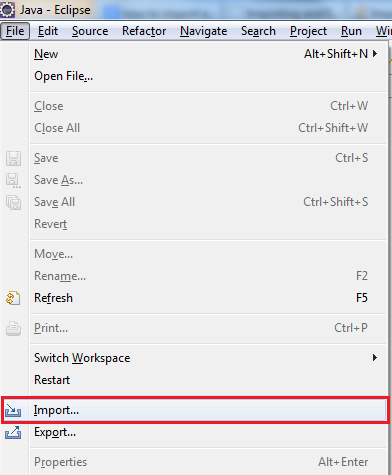 Java - Eclipse
File Edit Source Refactor Navigate Search Project Run
New Alt+Shift+N
Open File...
Close Ctrl+W
Close All Ctrl+Shift+W
Save Ctrl+S
Save As...
Save All Ctrl+Shift+S
Revert
Move...
Rename... F2
Refresh F5
Print... Ctrl+P
Switch Workspace
Restart
Import...
Export...
Properties Alt+Enter